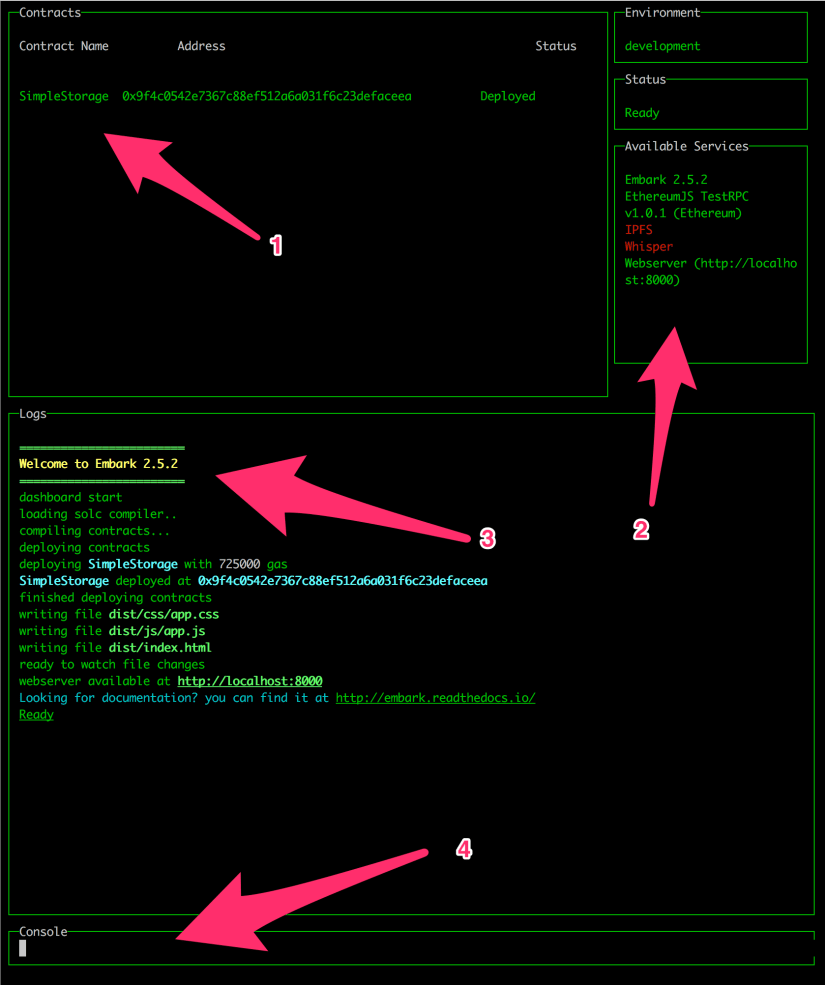 Contracts
Contract Name Address Status
SimpleStorage 0x9f4c0542e7367c88ef512a6a031f6c23defaceea Deployed
1
Environment
development
Status
Ready
Available Services
Embark 2.5.2
EthereumJS TestRPC
v1.0.1 (Ethereum)
IPFS
Whisper
Webserver (http://localho
st:8000)
2
Logs
========================
Welcome to Embark 2.5.2
========================
dashboard start
loading solc compiler..
compiling contracts...
deploying contracts
deploying SimpleStorage with 725000 gas
SimpleStorage deployed at 0x9f4c0542e7367c88ef512a6a031f6c23defaceea
finished deploying contracts
writing file dist/css/app.css
writing file dist/js/app.js
writing file dist/index.html
ready to watch file changes
webserver available at http://localhost:8000
Looking for documentation? you can find it at http://embark.readthedocs.io/
Ready
3
4
Console